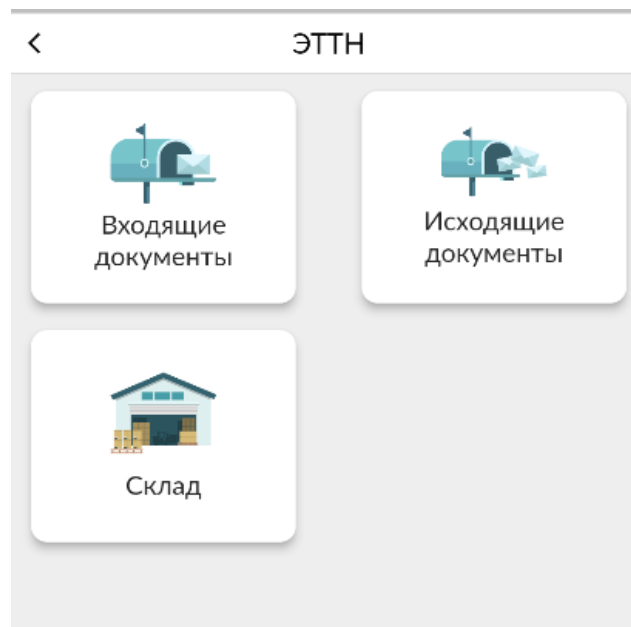 ЭТТН
Входящие
документы
Исходящие
документы
Склад